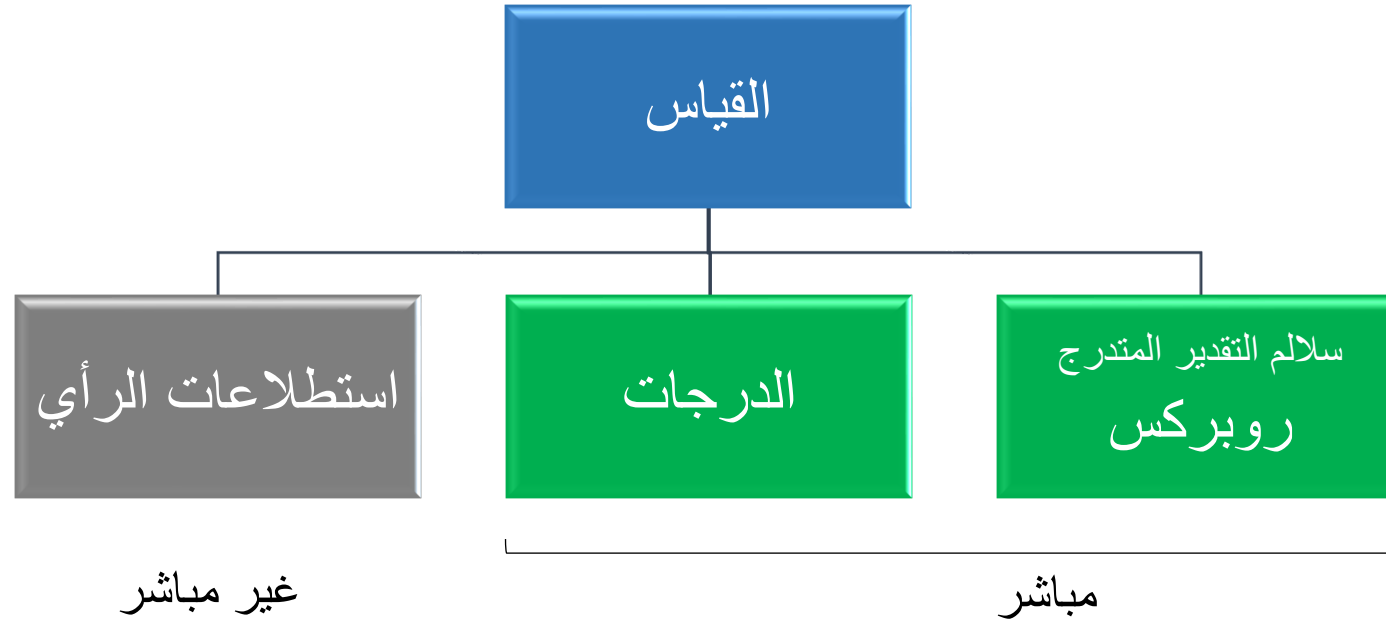 القياس
سلالم التقدير المتدرج
روبركس
الدرجات
استطلاعات الرأي
مباشر
غير مباشر